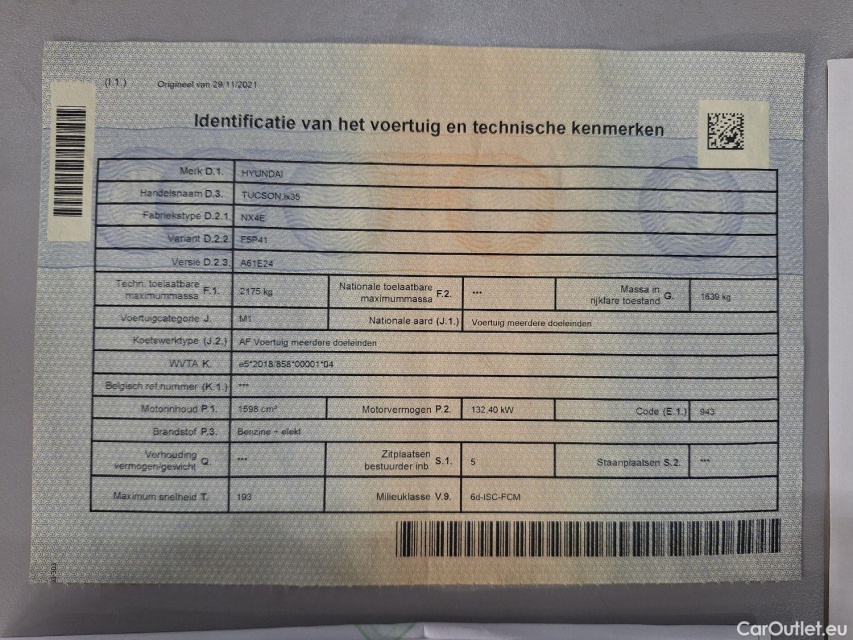 (I.1.) Origineel van 29/11/2021
Identificatie van het voertuig en technische kenmerken
Merk D.1. HYUNDAI
Handelsnaam D.3. TUCSON,ix35
Fabriekstype D.2.1. NX4E
Variant D.2.2. F5P41
Versie D.2.3. A61E24
Techn. toelaatbare maximummassa F.1. 2175 kg Nationale toelaatbare maximummassa F.2. *** Massa in rijklare toestand G. 1639 kg
Voertuigcategorie J. M1 Nationale aard (J.1.) Voertuig meerdere doeleinden
Koetswerktype (J.2.) AF Voertuig meerdere doeleinden
WVTA K. e5*2018/858*00001*04
Belgisch ref.nummer (K.1.) ***
Motorinhoud P.1. 1598 cm³ Motorvermogen P.2. 132.40 kW Code (E.1.) 943
Brandstof P.3. Benzine + elekt
Verhouding vermogen/gewicht Q. *** Zitplaatsen bestuurder inb. S.1. 5 Staanplaatsen S.2. ***
Maximum snelheid T. 193 Milieuklasse V.9. 6d-ISC-FCM
CarOutlet.eu